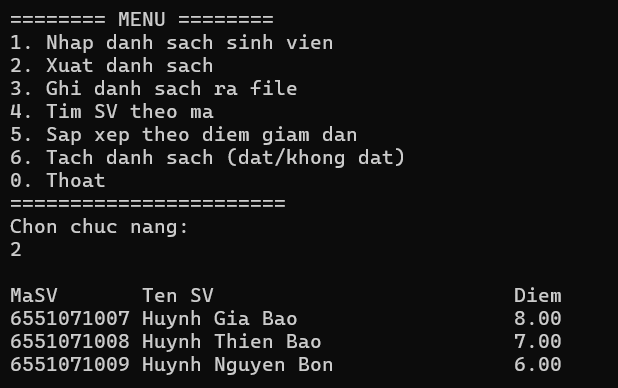 ======== MENU ========
1. Nhap danh sach sinh vien
2. Xuat danh sach
3. Ghi danh sach ra file
4. Tim SV theo ma
5. Sap xep theo diem giam dan
6. Tach danh sach (dat/khong dat)
0. Thoat
=======================
Chon chuc nang:
2
MaSV Ten SV Diem
6551071007 Huynh Gia Bao 8.00
6551071008 Huynh Thien Bao 7.00
6551071009 Huynh Nguyen Bon 6.00